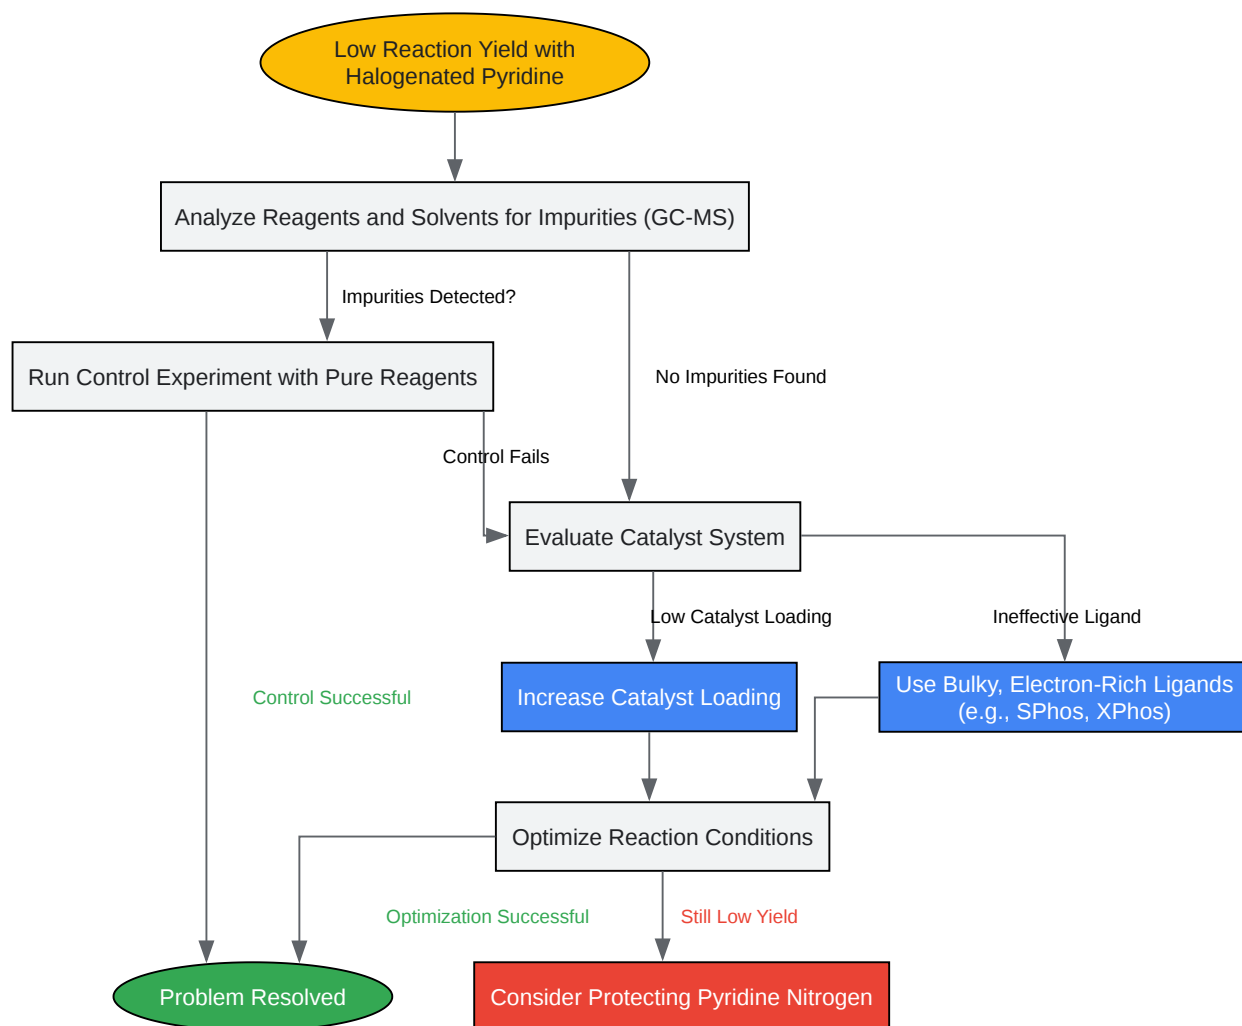 Low Reaction Yield with
Halogenated Pyridine
Analyze Reagents and Solvents for Impurities (GC-MS)
Impurities Detected?
Run Control Experiment with Pure Reagents
No Impurities Found
Control Fails
Evaluate Catalyst System
Low Catalyst Loading
Ineffective Ligand
Control Successful
Increase Catalyst Loading
Use Bulky, Electron-Rich Ligands
(e.g., SPhos, XPhos)
Optimize Reaction Conditions
Optimization Successful
Still Low Yield
Problem Resolved
Consider Protecting Pyridine Nitrogen